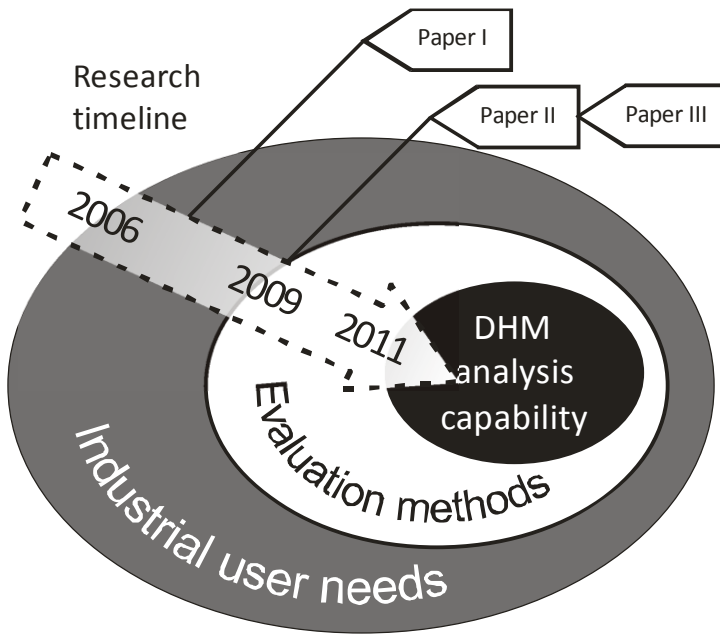 Paper I
Research
timeline
Paper II
Paper III
2006
2009
2011
DHM
analysis
capability
Evaluation methods
Industrial user needs